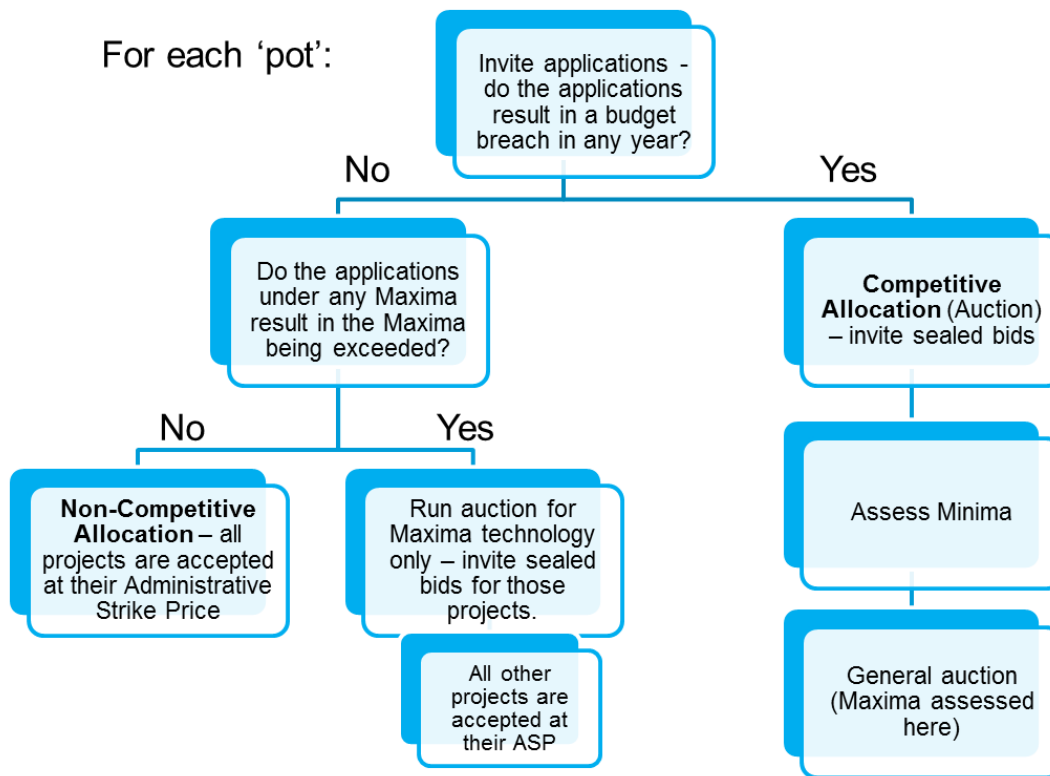 For each ‘pot’:
Invite applications -
do the applications
result in a budget
breach in any year?
No
Yes
Do the applications
under any Maxima
result in the Maxima
being exceeded?
Competitive
Allocation (Auction)
– invite sealed bids
No
Yes
Non-Competitive
Allocation – all
projects are accepted
at their Administrative
Strike Price
Run auction for
Maxima technology
only – invite sealed
bids for those
projects.
Assess Minima
All other
projects are
accepted at
their ASP
General auction
(Maxima assessed
here)